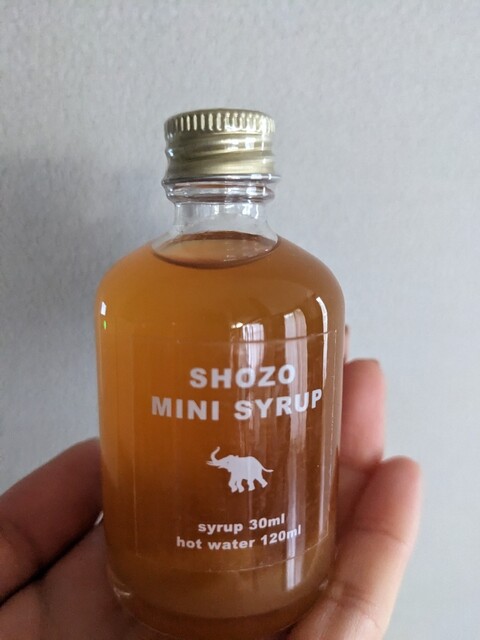 SHOZO
MINI SYRUP
syrup 30ml
hot water 120ml